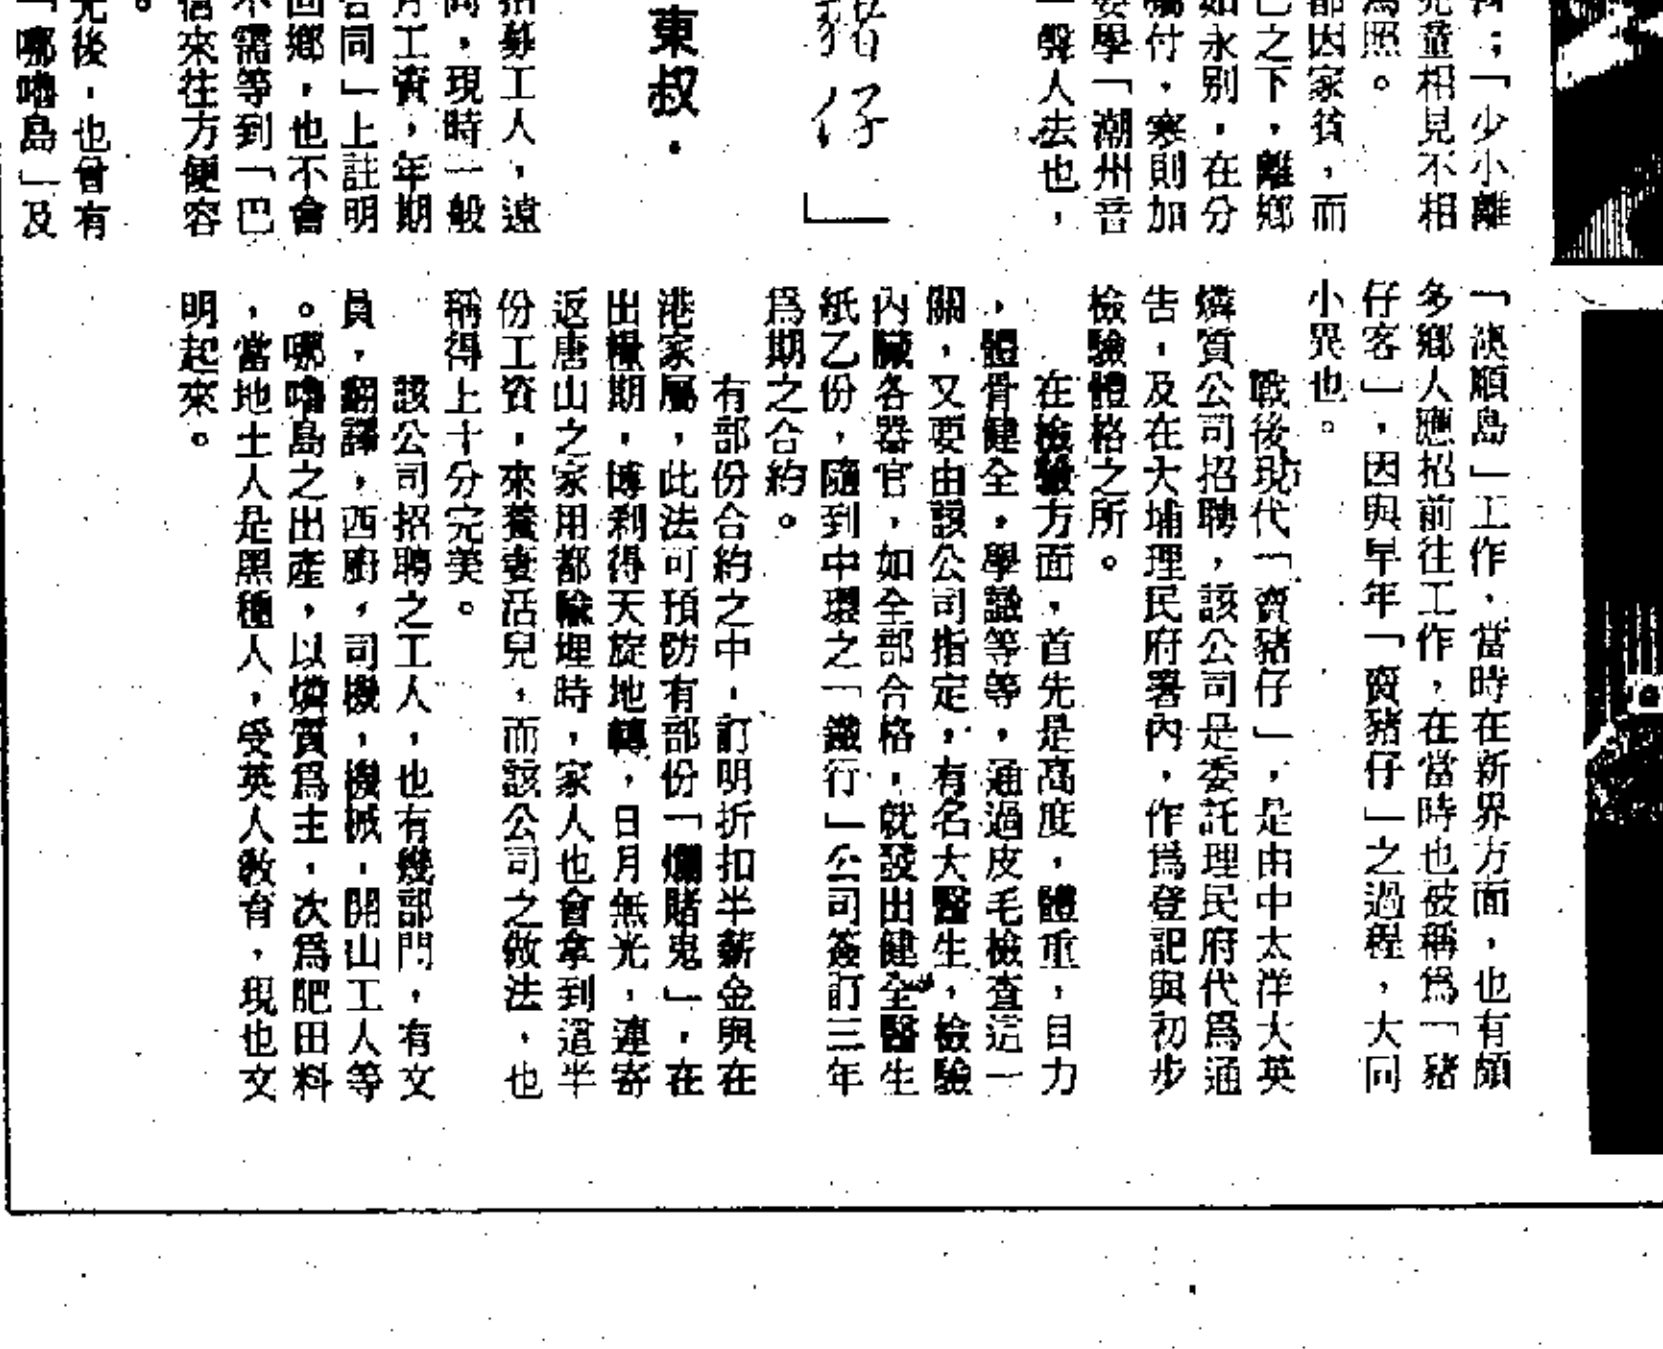 ；「少小離
童相見不相
爲照。
都因家貧，而
之下，離鄉
如永别，在分
付，寒則加
學「潮州音
一聲人去也，
豬仔」
東叔．
招募工人，遠
，現時一般
月工資，年期
合同」上註明
回鄉，也不會
不需等到「巴
信來往方便容
。
先後，也曾有
「哪嚕島」及
「澳順島」工作，當時在新界方面，也有頗
多鄉人應招前往工作，在當時也被稱爲「豬
仔客」，因與早年「賣豬仔」之過程，大同
小異也。
戰後現代「賣豬仔」，是由中太洋大英
燐質公司招聘，該公司是委託理民府代爲通
告，及在大埔理民府署內，作爲登記與初步
檢驗體格之所。
在檢驗方面，首先是高度，體重，目力
，體骨健全，學識等等，通過皮毛檢查這一
關，又要由該公司指定，有名大醫生，檢驗
內臟各器官，如全部合格，就發出健全醫生
紙乙份，隨到中環之「鐵行」公司簽訂三年
爲期之合約。
有部份合約之中，訂明折扣半薪金與在
港家屬，此法可預防有部份「爛賭鬼」，在
出糧期，博剩得天旋地轉，日月無光，連寄
返唐山之家用都輸埋時，家人也會拿到這半
份工資，來養妻活兒，而該公司之做法，也
稱得上十分完美。
該公司招聘之工人，也有幾部門，有文
員，翻譯，西廚，司機，機械，開山工人等
。哪嚕島之出產，以燐質爲主，次爲肥田料
，當地土人是黑種人，受英人教育，現也文
明起來。